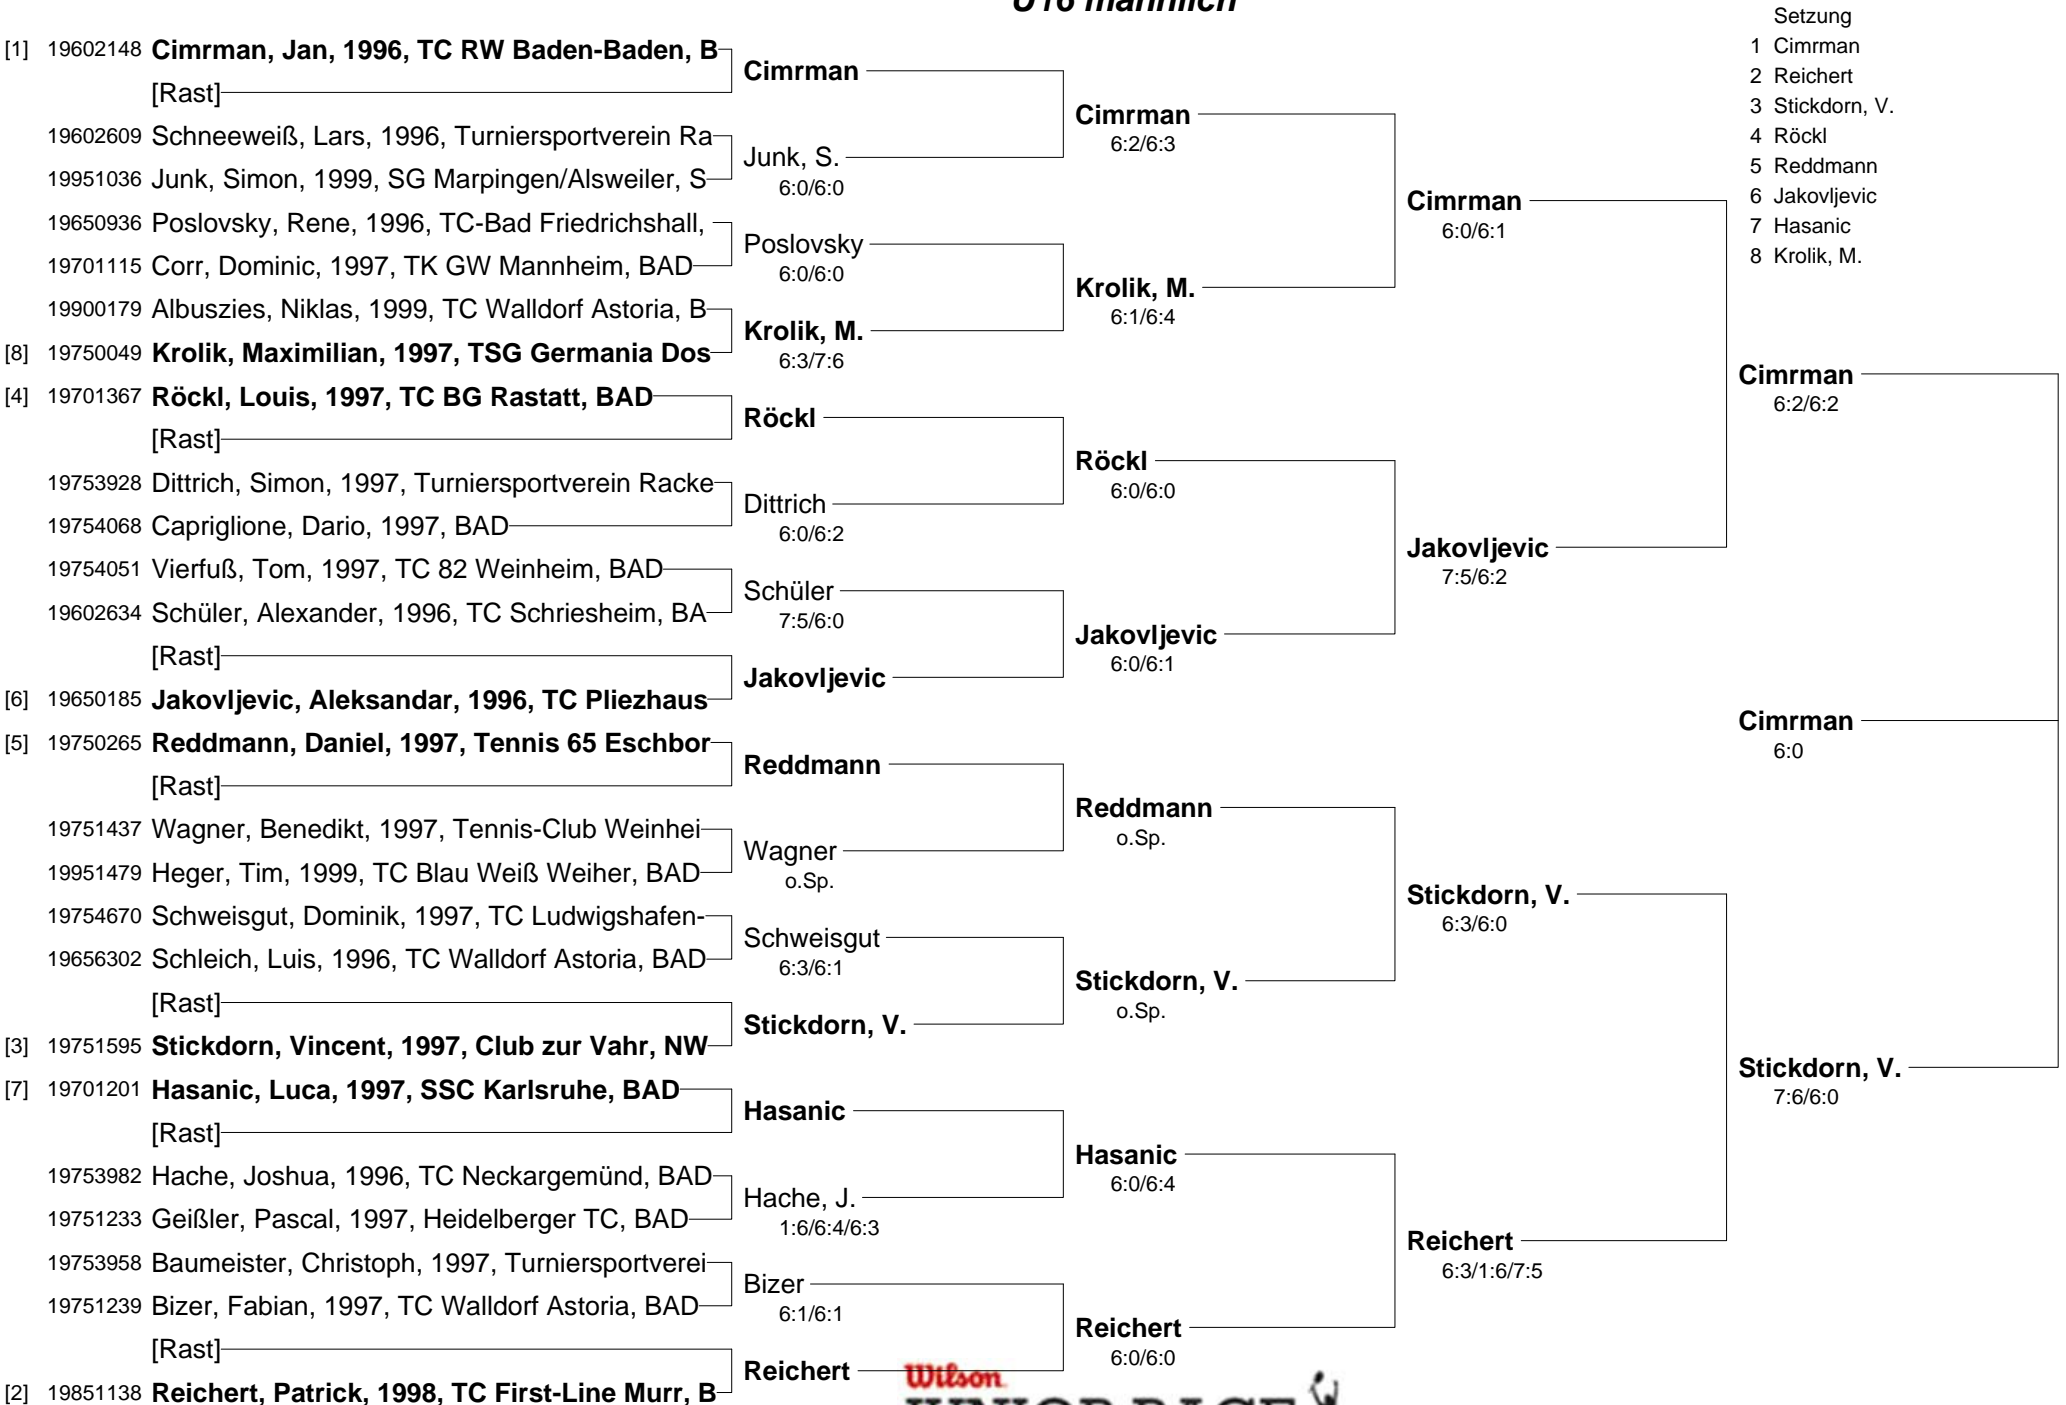 U16 männlich
[1] 19602148 Cimrman, Jan, 1996, TC RW Baden-Baden, B
[Rast]
19602609 Schneeweiß, Lars, 1996, Turniersportverein Ra
19951036 Junk, Simon, 1999, SG Marpingen/Alsweiler, S
19650936 Poslovsky, Rene, 1996, TC-Bad Friedrichshall,
19701115 Corr, Dominic, 1997, TK GW Mannheim, BAD
19900179 Albuszies, Niklas, 1999, TC Walldorf Astoria, B
[8] 19750049 Krolik, Maximilian, 1997, TSG Germania Dos
[4] 19701367 Röckl, Louis, 1997, TC BG Rastatt, BAD
[Rast]
19753928 Dittrich, Simon, 1997, Turniersportverein Racke
19754068 Capriglione, Dario, 1997, BAD
19754051 Vierfuß, Tom, 1997, TC 82 Weinheim, BAD
19602634 Schüler, Alexander, 1996, TC Schriesheim, BA
[Rast]
[6] 19650185 Jakovljevic, Aleksandar, 1996, TC Pliezhaus
[5] 19750265 Reddmann, Daniel, 1997, Tennis 65 Eschbor
[Rast]
19751437 Wagner, Benedikt, 1997, Tennis-Club Weinhei
19951479 Heger, Tim, 1999, TC Blau Weiß Weiher, BAD
19754670 Schweisgut, Dominik, 1997, TC Ludwigshafen-
19656302 Schleich, Luis, 1996, TC Walldorf Astoria, BAD
[Rast]
[3] 19751595 Stickdorn, Vincent, 1997, Club zur Vahr, NW
[7] 19701201 Hasanic, Luca, 1997, SSC Karlsruhe, BAD
[Rast]
19753982 Hache, Joshua, 1996, TC Neckargemünd, BAD
19751233 Geißler, Pascal, 1997, Heidelberger TC, BAD
19753958 Baumeister, Christoph, 1997, Turniersportverei
19751239 Bizer, Fabian, 1997, TC Walldorf Astoria, BAD
[Rast]
[2] 19851138 Reichert, Patrick, 1998, TC First-Line Murr, B
Cimrman
Junk, S.
6:0/6:0
Poslovsky
6:0/6:0
Krolik, M.
6:3/7:6
Röckl
Dittrich
6:0/6:2
Schüler
7:5/6:0
Jakovljevic
Reddmann
Wagner
o.Sp.
Schweisgut
6:3/6:1
Stickdorn, V.
Hasanic
Hache, J.
1:6/6:4/6:3
Bizer
6:1/6:1
Reichert
Cimrman
6:2/6:3
Krolik, M.
6:1/6:4
Röckl
6:0/6:0
Jakovljevic
6:0/6:1
Reddmann
o.Sp.
Stickdorn, V.
o.Sp.
Hasanic
6:0/6:4
Reichert
6:0/6:0
Cimrman
6:0/6:1
Jakovljevic
7:5/6:2
Stickdorn, V.
6:3/6:0
Reichert
6:3/1:6/7:5
Cimrman
6:2/6:2
Cimrman
6:0
Stickdorn, V.
7:6/6:0
Setzung
1 Cimrman
2 Reichert
3 Stickdorn, V.
4 Röckl
5 Reddmann
6 Jakovljevic
7 Hasanic
8 Krolik, M.
Wilson
JUNIOR RACE